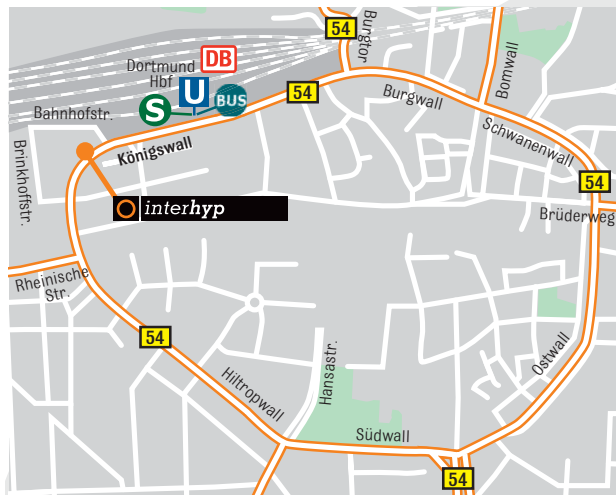 54
Burgtor
Dortmund
Hbf
DB
U
S
BUS
54
Bahnhofstr.
Burgwall
Bornwall
Schwanenwall
Königswall
Brinkhoffstr.
54
interhyp
Brüderweg
Rheinische
Str.
54
Hansastr.
Ostwall
Hiltropwall
Südwall
54